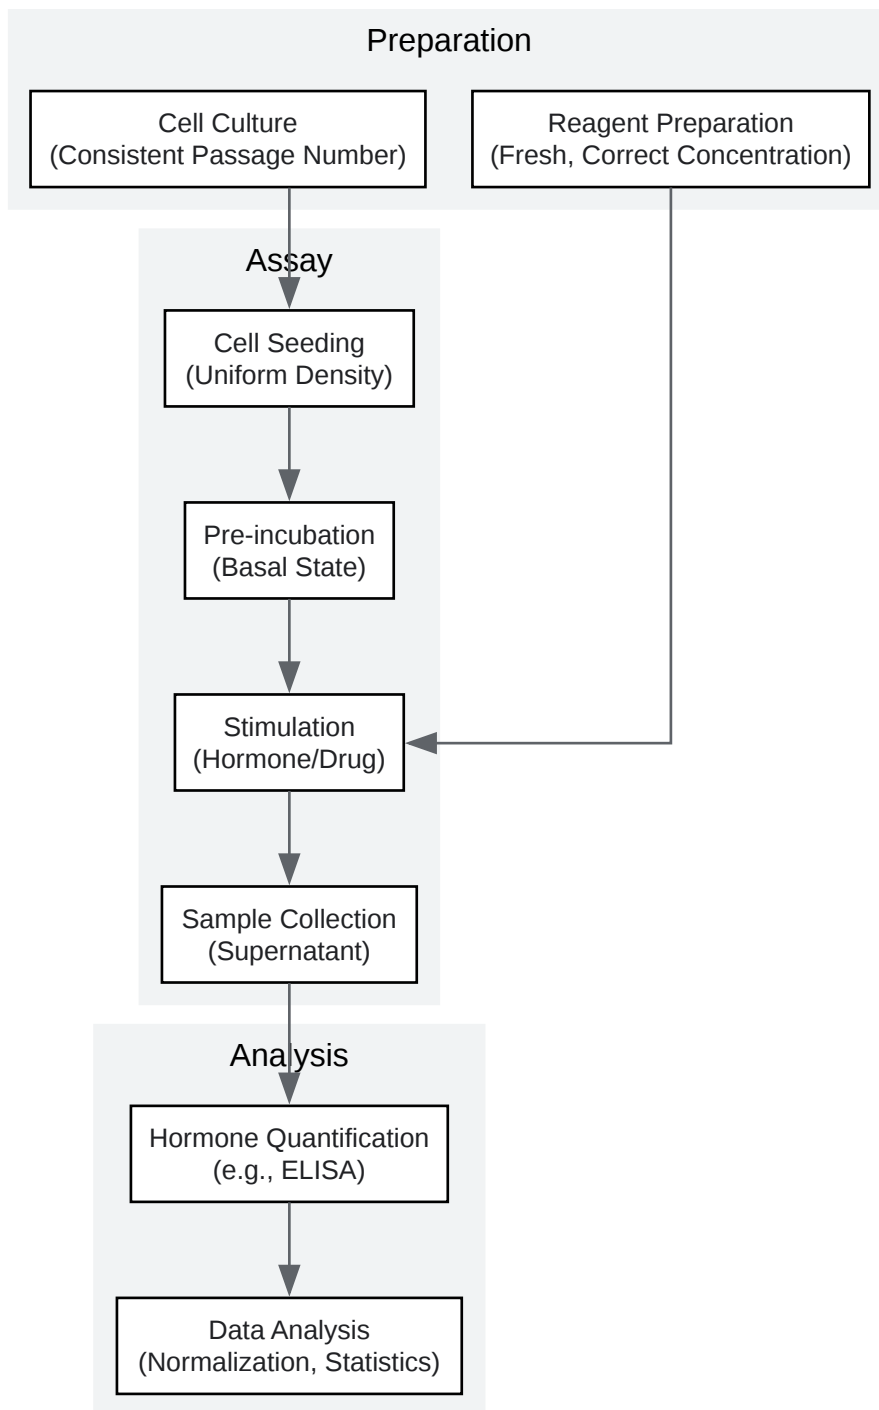 Preparation
Cell Culture
(Consistent Passage Number)
Reagent Preparation
(Fresh, Correct Concentration)
Assay
Cell Seeding
(Uniform Density)
Pre-incubation
(Basal State)
Stimulation
(Hormone/Drug)
Sample Collection
(Supernatant)
Analysis
Hormone Quantification
(e.g., ELISA)
Data Analysis
(Normalization, Statistics)